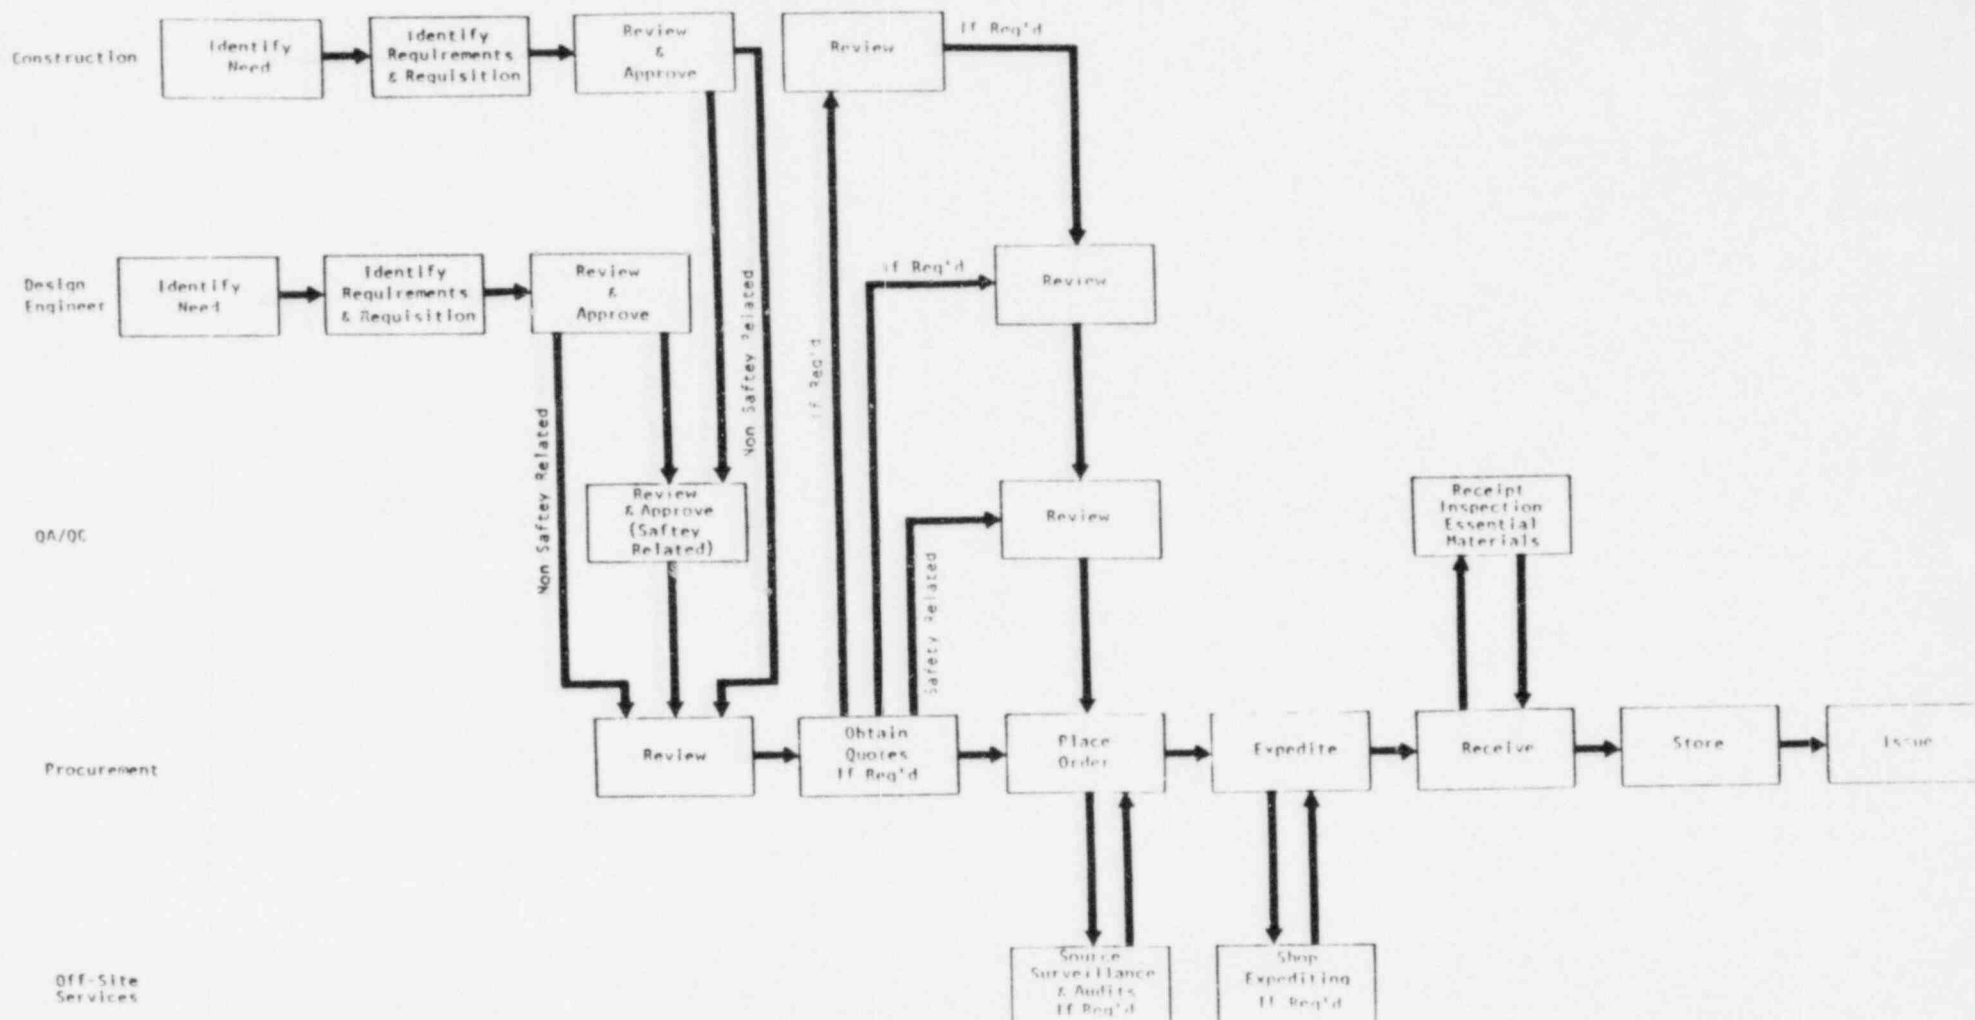 Construction
Identify
Need
Identify
Requirements
& Requisition
Review
&
Approve
Review
If Req'd
Design
Engineer
Identify
Need
Identify
Requirements
& Requisition
Review
&
Approve
If Req'd
Review
Non Saftey Related
Non Saftey Related
If Req'd
QA/QC
Review
& Approve
(Saftey
Related)
Review
Safety Related
Receipt
Inspection
Essential
Materials
Procurement
Review
Obtain
Quotes
If Req'd
Place
Order
Expedite
Receive
Store
Issue
Off-Site
Services
Source
Surveillance
& Audits
If Req'd
Shop
Expediting
If Req'd